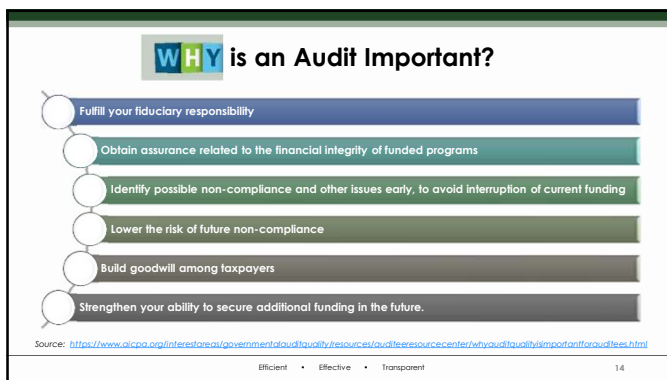 WHY is an Audit Important?
Fulfill your fiduciary responsibility
Obtain assurance related to the financial integrity of funded programs
Identify possible non-compliance and other issues early, to avoid interruption of current funding
Lower the risk of future non-compliance
Build goodwill among taxpayers
Strengthen your ability to secure additional funding in the future.
Source: https://www.aicpa.org/interestareas/governmentalauditquality/resources/auditeeresourcecenter/whyauditqualityisimportantforauditees.html
Efficient • Effective • Transparent 14